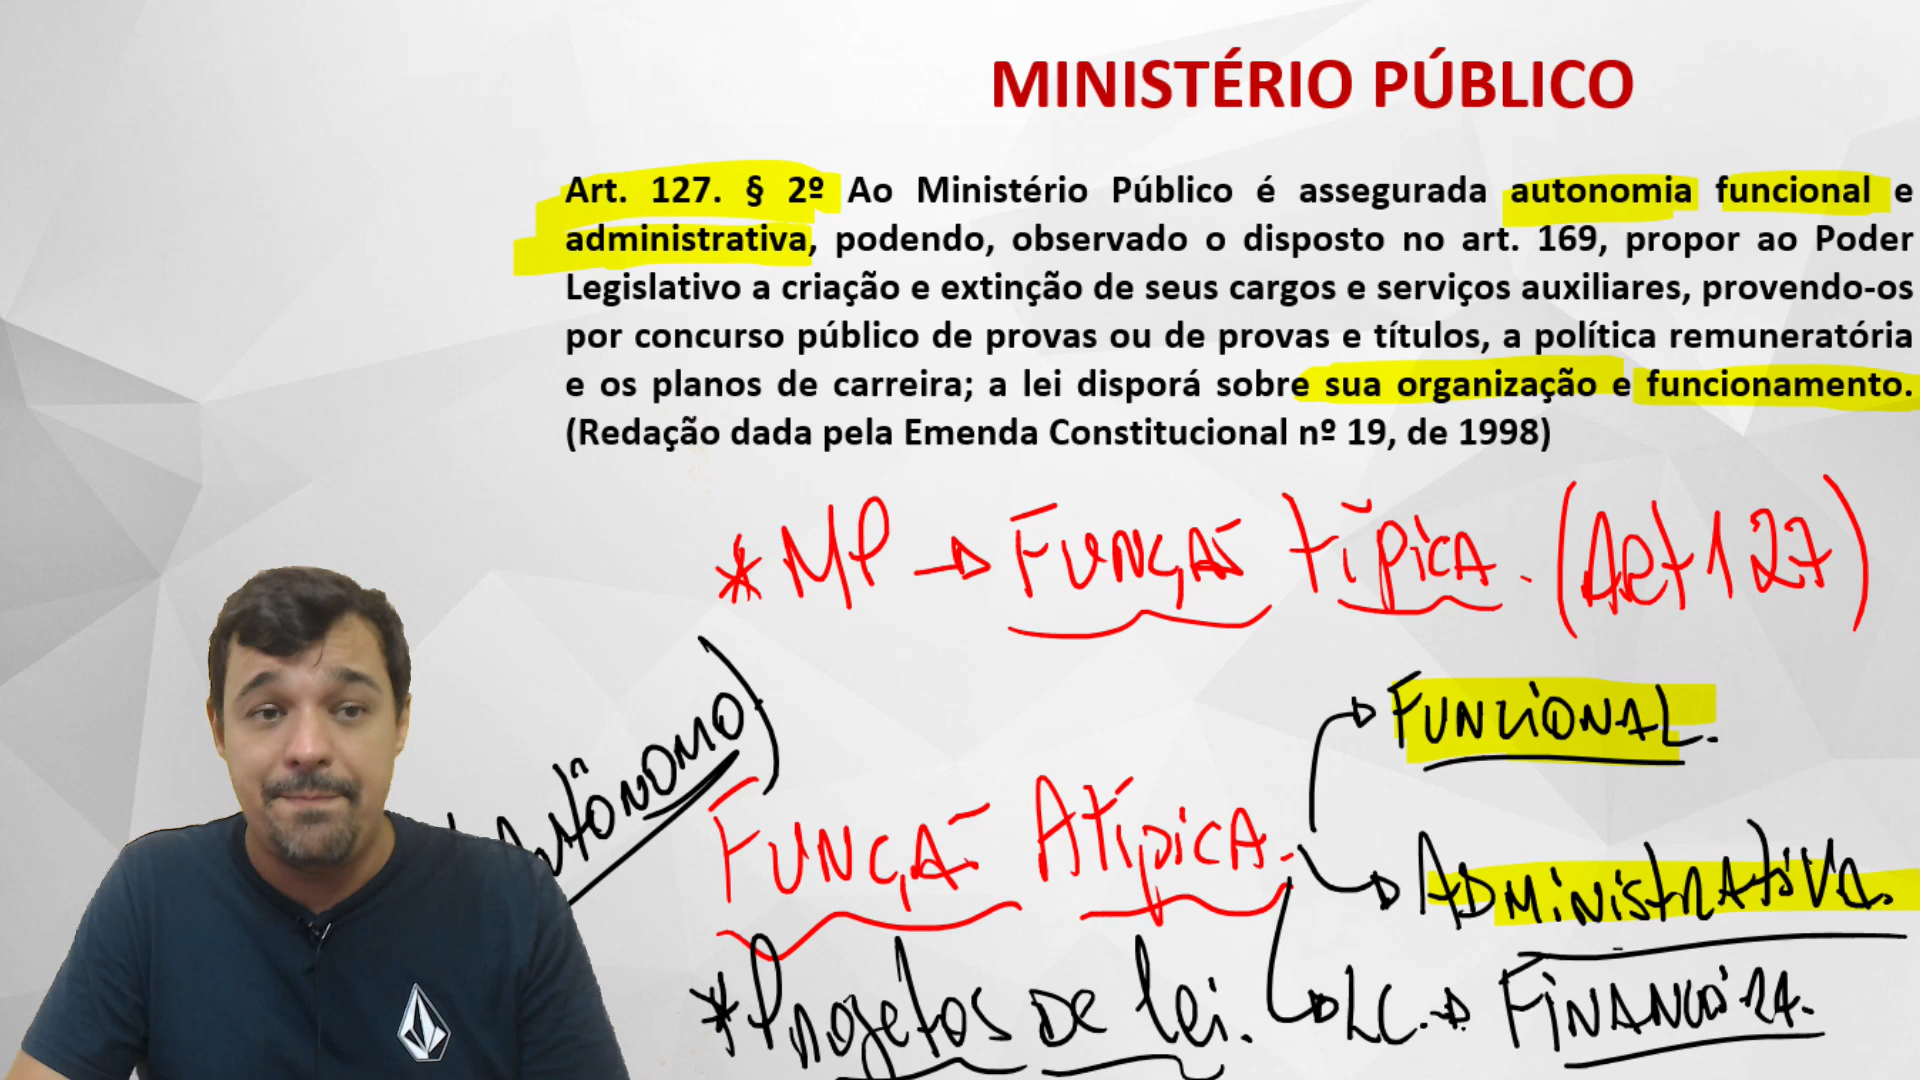 MINISTÉRIO PÚBLICO
Art. 127. § 2º Ao Ministério Público é assegurada autonomia funcional e
administrativa, podendo, observado o disposto no art. 169, propor ao Poder
Legislativo a criação e extinção de seus cargos e serviços auxiliares, provendo-os
por concurso público de provas ou de provas e títulos, a política remuneratória
e os planos de carreira; a lei disporá sobre sua organização e funcionamento.
(Redação dada pela Emenda Constitucional nº 19, de 1998)
* MP → FUNÇÃO típica. (Art 127)
→ FUNCIONAL.
Autônomo)
FUNÇÃO Atípica.
→ ADMINistrAtivA.
* Projetos DE lei.
→ LC. → FINANCEirA.